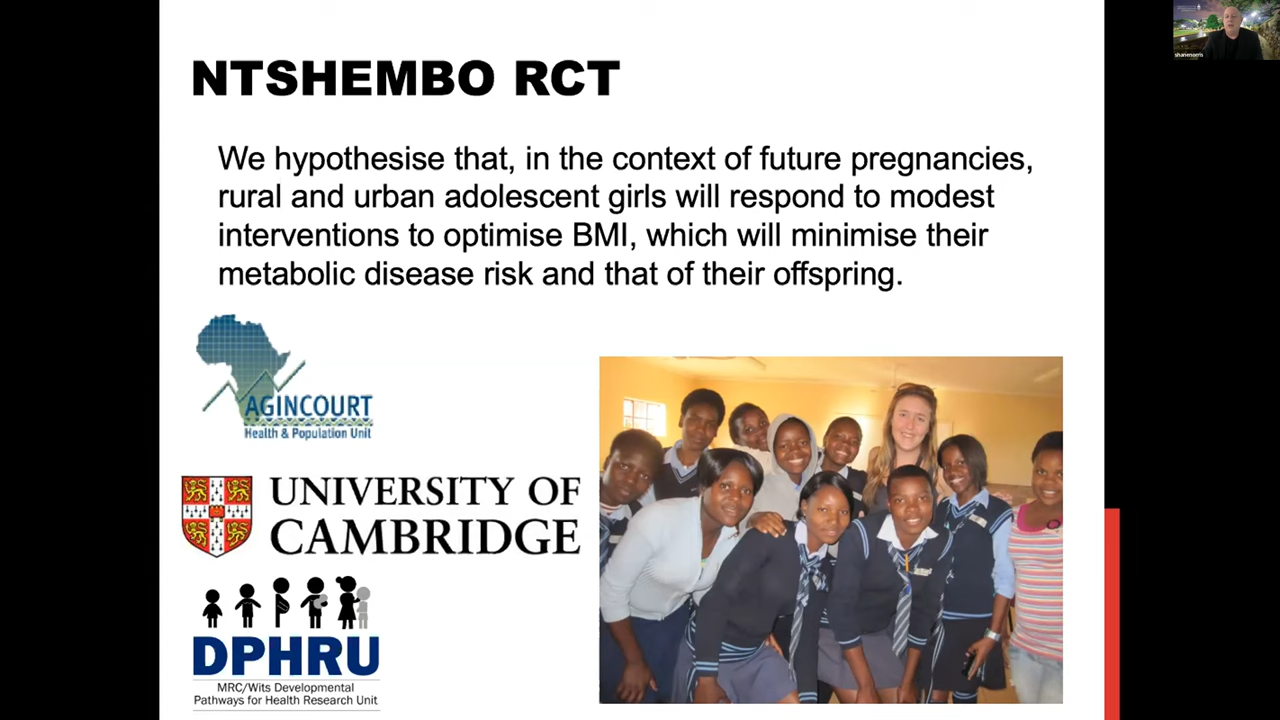 NTSHEMBO RCT
We hypothesise that, in the context of future pregnancies,
rural and urban adolescent girls will respond to modest
interventions to optimise BMI, which will minimise their
metabolic disease risk and that of their offspring.
AGINCOURT
Health & Population Unit
UNIVERSITY OF
CAMBRIDGE
DPHRU
MRC/Wits Developmental
Pathways for Health Research Unit